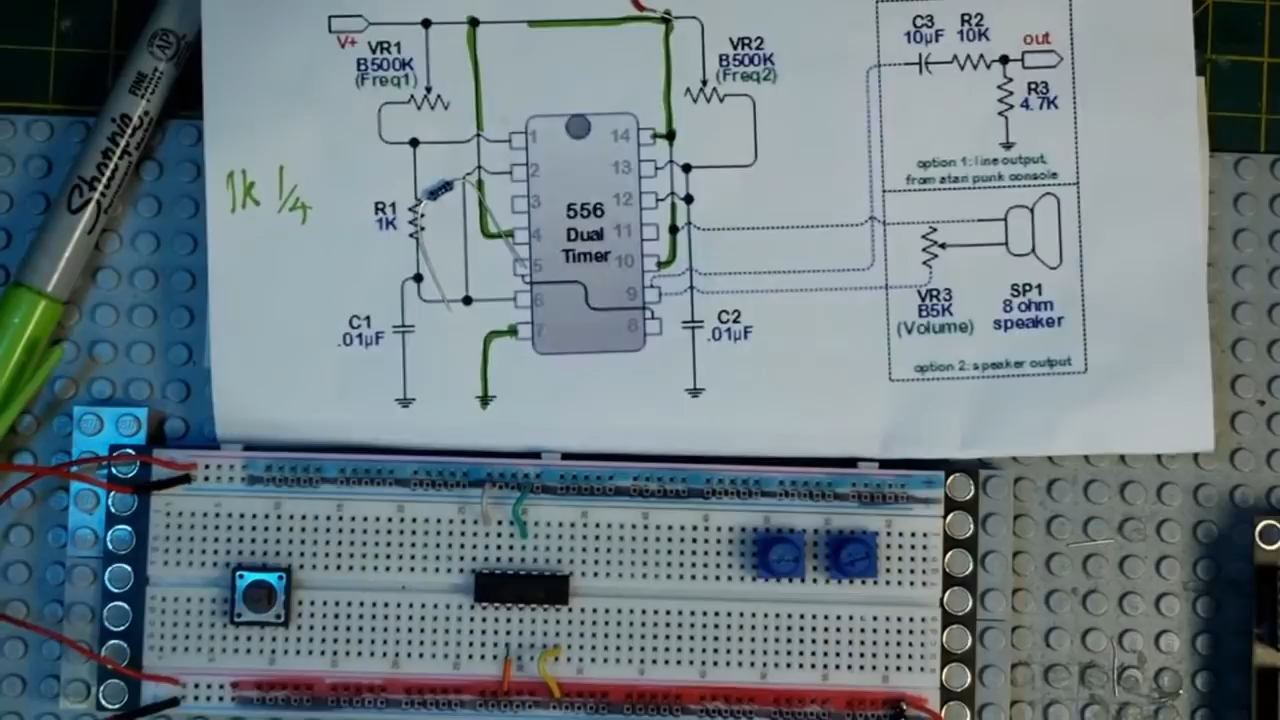 Sharpie
FINE
AP
V+
VR1
B500K
(Freq1)
VR2
B500K
(Freq2)
1k 1/4
R1
1K
C1
.01µF
1
2
3
4
5
6
7
556
Dual
Timer
14
13
12
11
10
9
8
C2
.01µF
C3
10µF
R2
10K
out
R3
4.7K
option 1: line output,
from atari punk console
VR3
B5K
(Volume)
SP1
8 ohm
speaker
option 2: speaker output